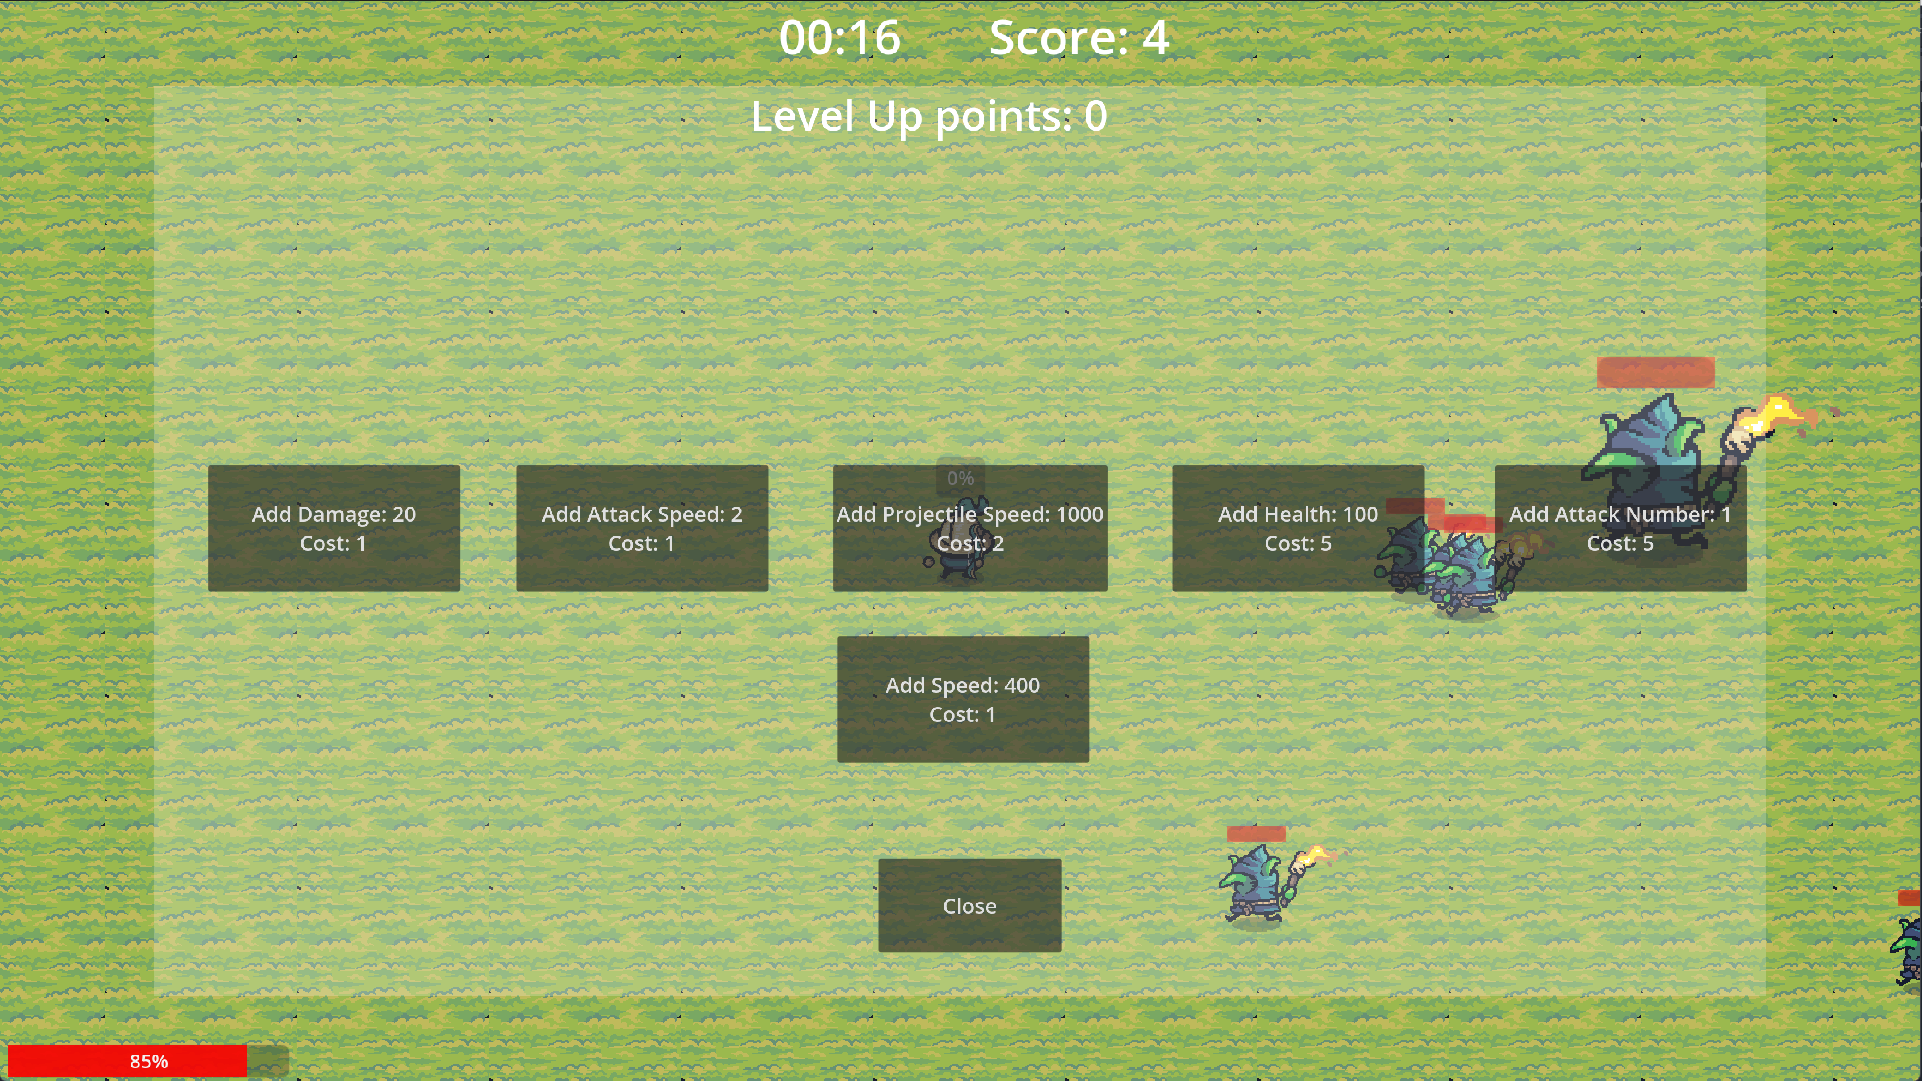 00:16 Score: 4
Level Up points: 0
0%
Add Damage: 20
Cost: 1
Add Attack Speed: 2
Cost: 1
Add Projectile Speed: 1000
Cost: 2
Add Health: 100
Cost: 5
Add Attack Number: 1
Cost: 5
Add Speed: 400
Cost: 1
Close
85%